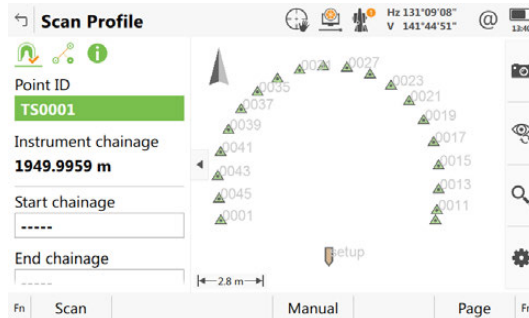 Scan Profile
Hz 131°09'08"
V 141°44'51"
@
13:40
Point ID
TS0001
Instrument chainage
1949.9959 m
Start chainage
-----
End chainage
-----
0027
0035
0023
0037
0021
0039
0019
0041
0017
0043
0015
0045
0013
0001
0011
setup
2.8 m
Fn
Scan
Manual
Page